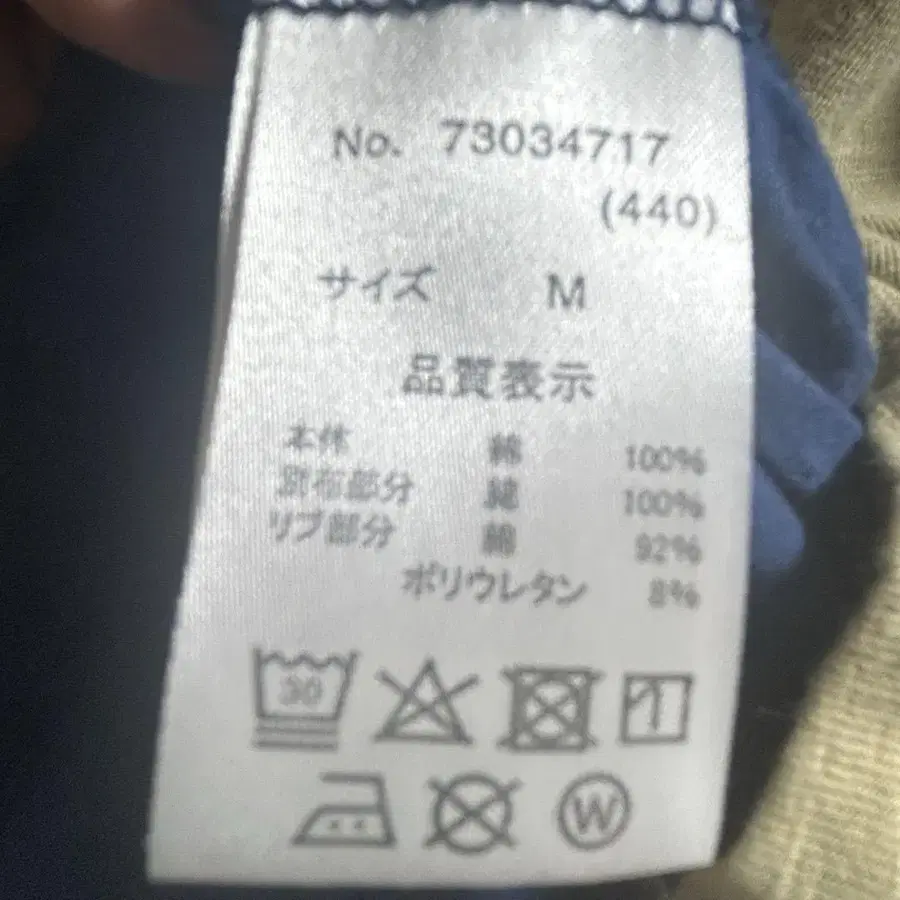 No. 73034717
(440)
サイズ M
品質表示
本体 綿 100%
別布部分 綿 100%
リブ部分 綿 92%
ポリウレタン 8%
30
W